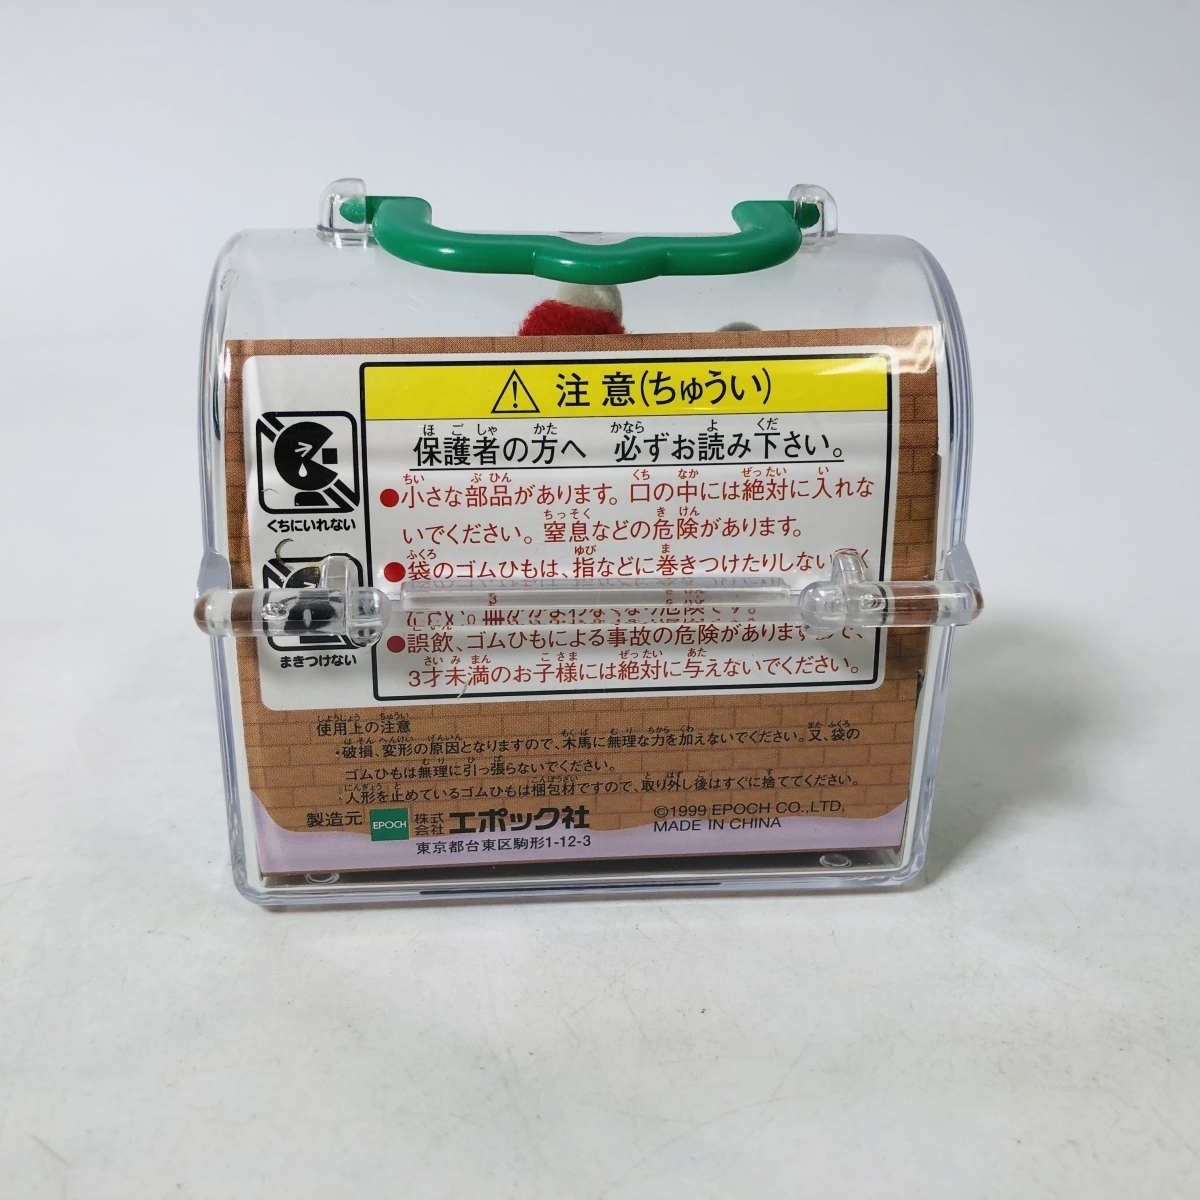 注意(ちゅうい)
保護者の方へ 必ずお読み下さい。
●小さな部品があります。口の中には絶対に入れな
いでください。窒息などの危険があります。
くちにいれない
●袋のゴムひもは、指などに巻きつけたりしない
まきつけない
●誤飲、ゴムひもによる事故の危険がありますので、
3才未満のお子様には絶対に与えないでください。
使用上の注意
・破損、変形の原因となりますので、木馬に無理な力を加えないでください。又、袋の
ゴムひもは無理に引っ張らないでください。
・人形を止めているゴムひもは梱包材ですので、取り外し後はすぐに捨ててください。
製造元 EPOCH 株式会社 エポック社
東京都台東区駒形1-12-3
©1999 EPOCH CO.,LTD,
MADE IN CHINA